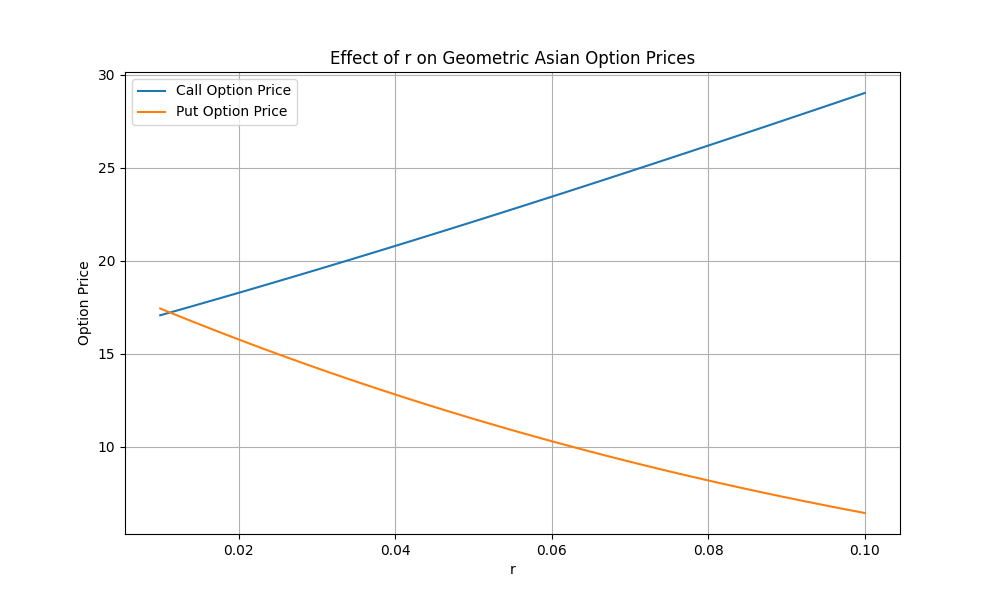 Effect of r on Geometric Asian Option Prices
Call Option Price
Put Option Price
Option Price
30
25
20
15
10
0.02
0.04
0.06
0.08
0.10
r